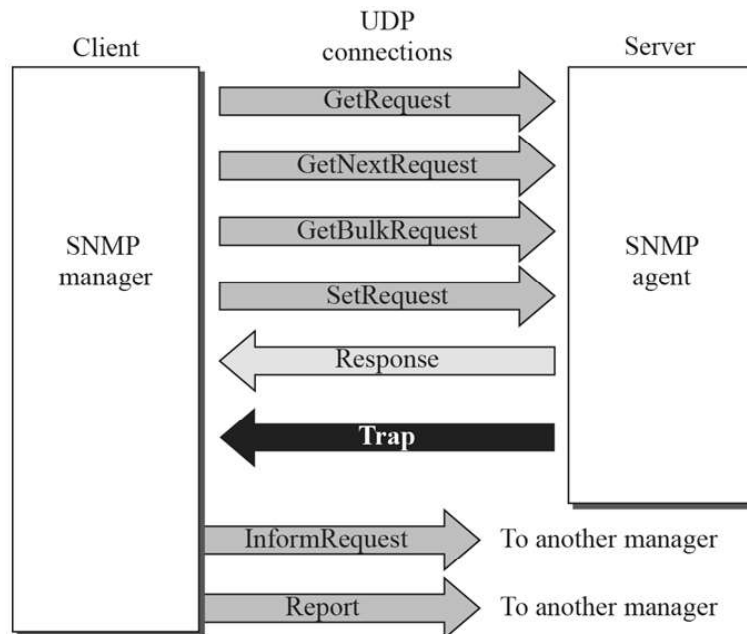 Client
UDP
connections
Server
GetRequest
GetNextRequest
GetBulkRequest
SNMP
manager
SNMP
agent
SetRequest
Response
Trap
InformRequest
To another manager
Report
To another manager